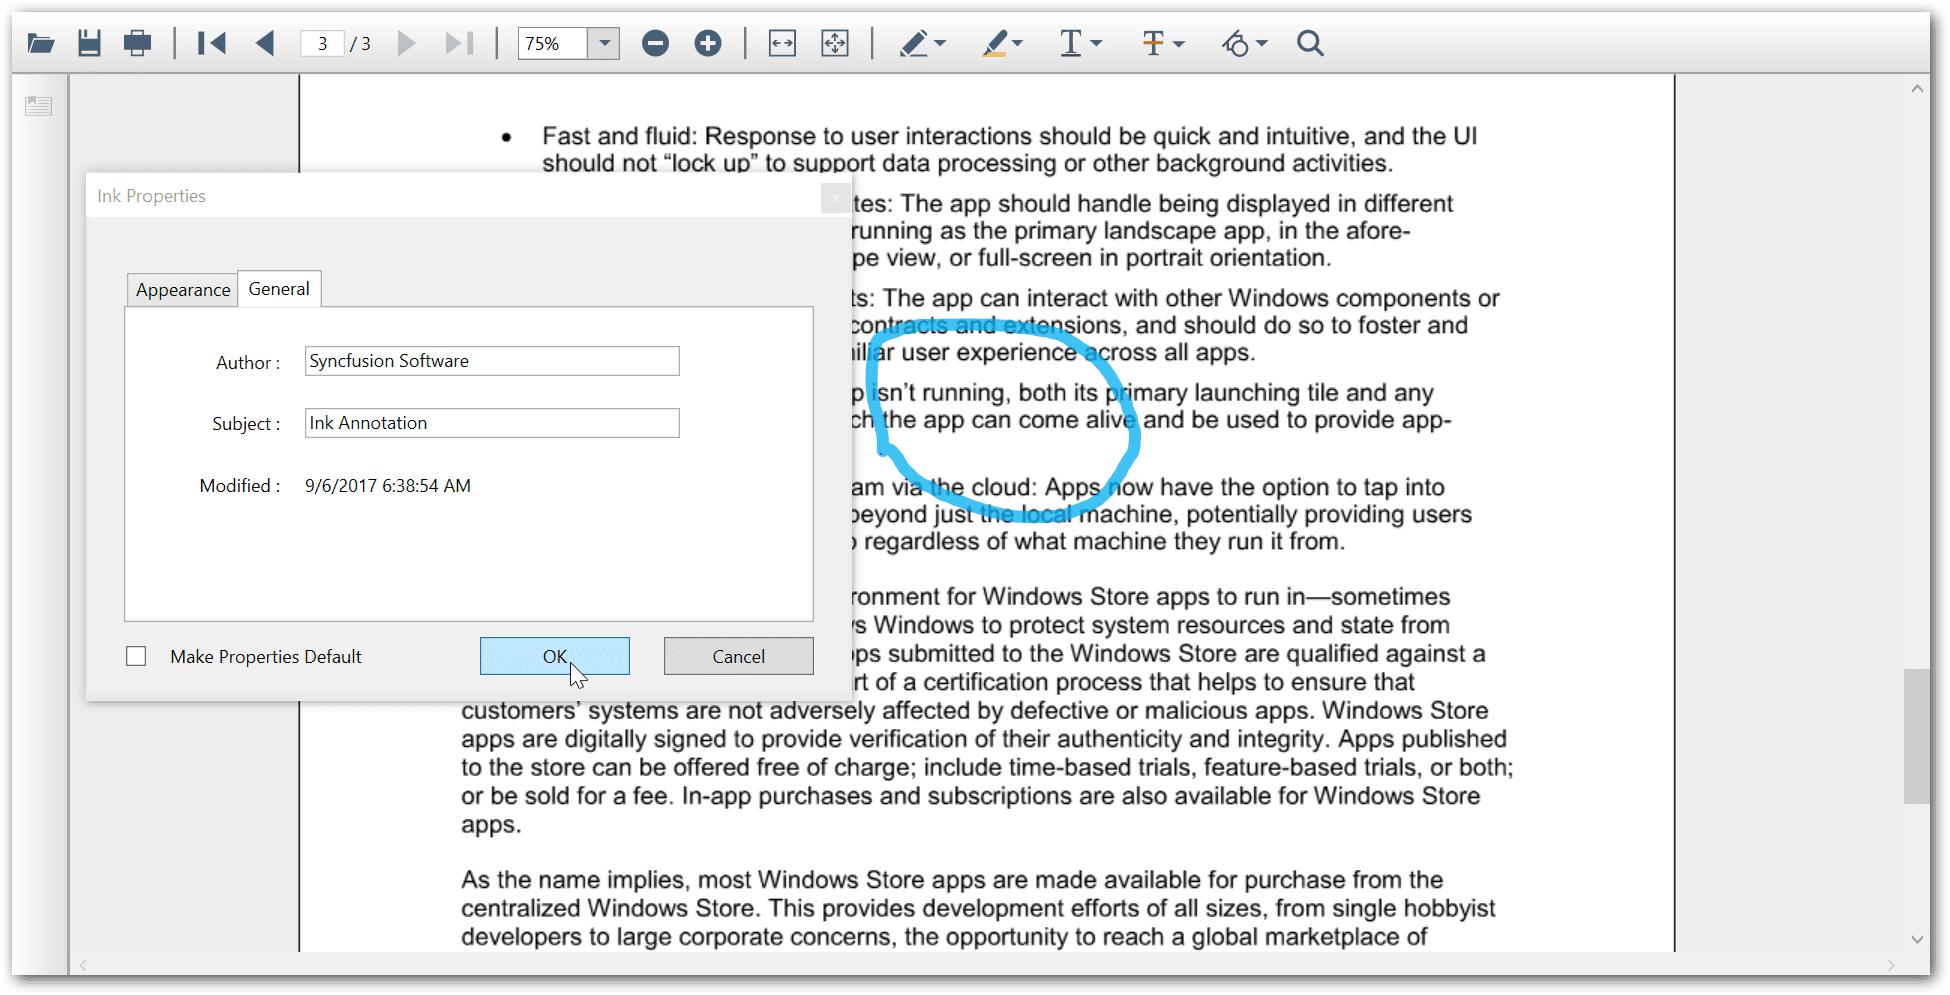 3 / 3
75%
Fast and fluid: Response to user interactions should be quick and intuitive, and the UI
should not “lock up” to support data processing or other background activities.
Ink Properties
tes: The app should handle being displayed in different
running as the primary landscape app, in the afore-
pe view, or full-screen in portrait orientation.
Appearance
General
ts: The app can interact with other Windows components or
contracts and extensions, and should do so to foster and
iliar user experience across all apps.
Author :
Syncfusion Software
p isn’t running, both its primary launching tile and any
ch the app can come alive and be used to provide app-
Subject :
Ink Annotation
Modified :
9/6/2017 6:38:54 AM
am via the cloud: Apps now have the option to tap into
beyond just the local machine, potentially providing users
regardless of what machine they run it from.
ronment for Windows Store apps to run in—sometimes
s Windows to protect system resources and state from
Make Properties Default
OK
Cancel
ps submitted to the Windows Store are qualified against a
rt of a certification process that helps to ensure that
customers’ systems are not adversely affected by defective or malicious apps. Windows Store
apps are digitally signed to provide verification of their authenticity and integrity. Apps published
to the store can be offered free of charge; include time-based trials, feature-based trials, or both;
or be sold for a fee. In-app purchases and subscriptions are also available for Windows Store
apps.
As the name implies, most Windows Store apps are made available for purchase from the
centralized Windows Store. This provides development efforts of all sizes, from single hobbyist
developers to large corporate concerns, the opportunity to reach a global marketplace of